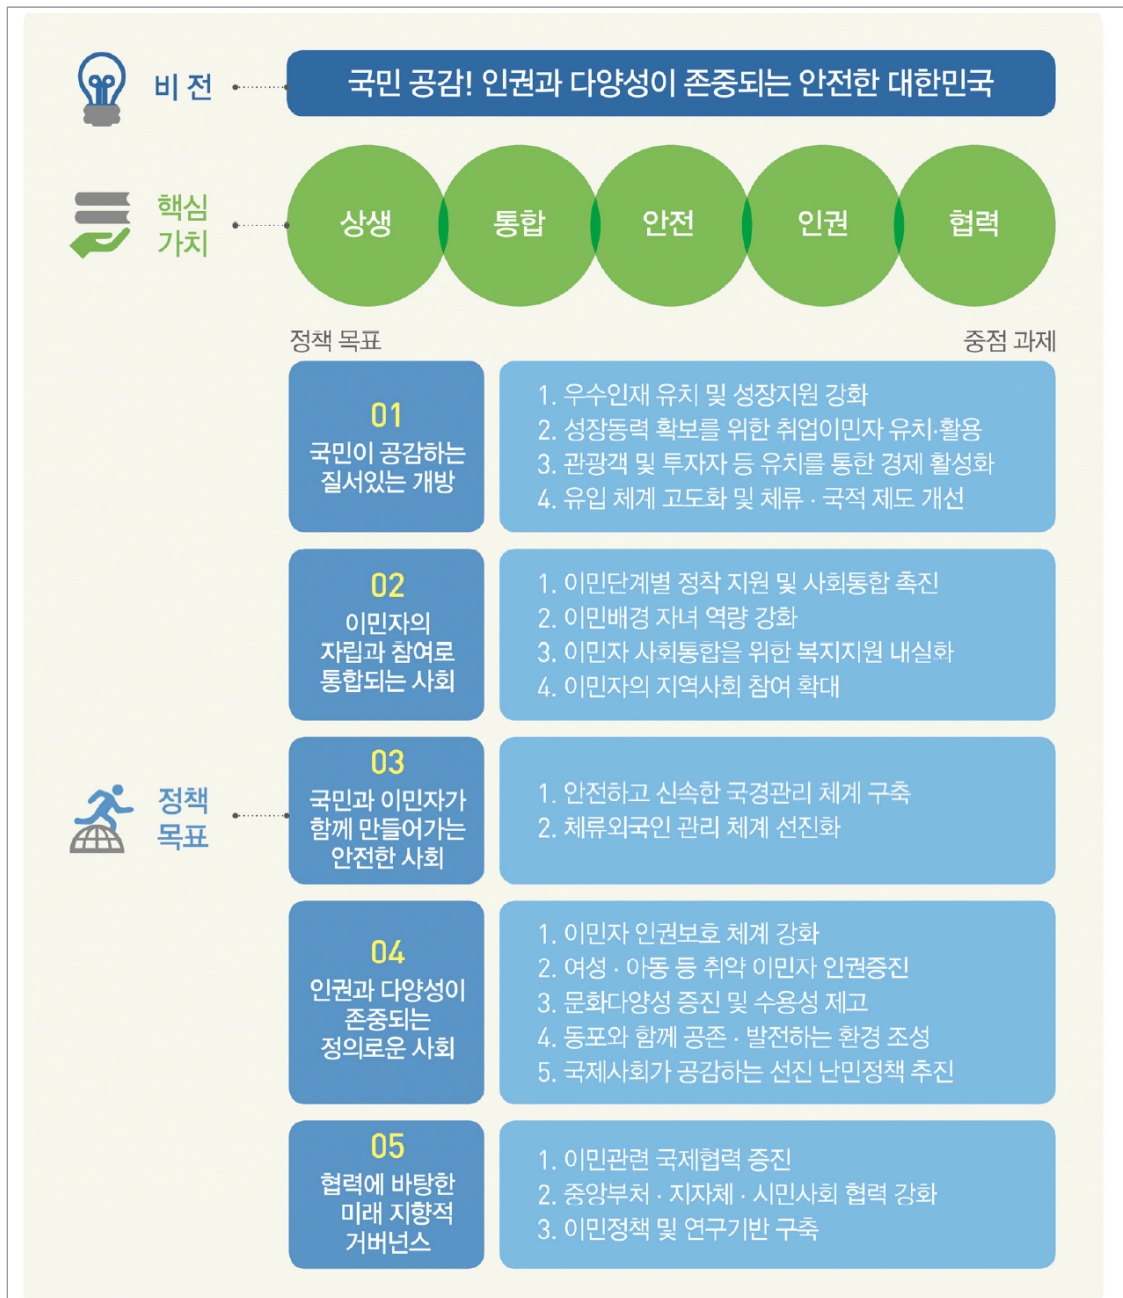 비 전
국민 공감! 인권과 다양성이 존중되는 안전한 대한민국
핵심
가치
상생
통합
안전
인권
협력
정책 목표
중점 과제
01
국민이 공감하는
질서있는 개방
1. 우수인재 유치 및 성장지원 강화
2. 성장동력 확보를 위한 취업이민자 유치·활용
3. 관광객 및 투자자 등 유치를 통한 경제 활성화
4. 유입 체계 고도화 및 체류 · 국적 제도 개선
02
이민자의
자립과 참여로
통합되는 사회
1. 이민단계별 정착 지원 및 사회통합 촉진
2. 이민배경 자녀 역량 강화
3. 이민자 사회통합을 위한 복지지원 내실화
4. 이민자의 지역사회 참여 확대
정책
목표
03
국민과 이민자가
함께 만들어가는
안전한 사회
1. 안전하고 신속한 국경관리 체계 구축
2. 체류외국인 관리 체계 선진화
04
인권과 다양성이
존중되는
정의로운 사회
1. 이민자 인권보호 체계 강화
2. 여성 · 아동 등 취약 이민자 인권증진
3. 문화다양성 증진 및 수용성 제고
4. 동포와 함께 공존 · 발전하는 환경 조성
5. 국제사회가 공감하는 선진 난민정책 추진
05
협력에 바탕한
미래 지향적
거버넌스
1. 이민관련 국제협력 증진
2. 중앙부처 · 지자체 · 시민사회 협력 강화
3. 이민정책 및 연구기반 구축